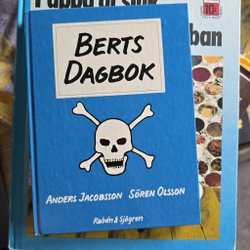 BERTS
DAGBOK
ANDERS JACOBSSON SÖREN OLSSON
Rabén & Sjögren